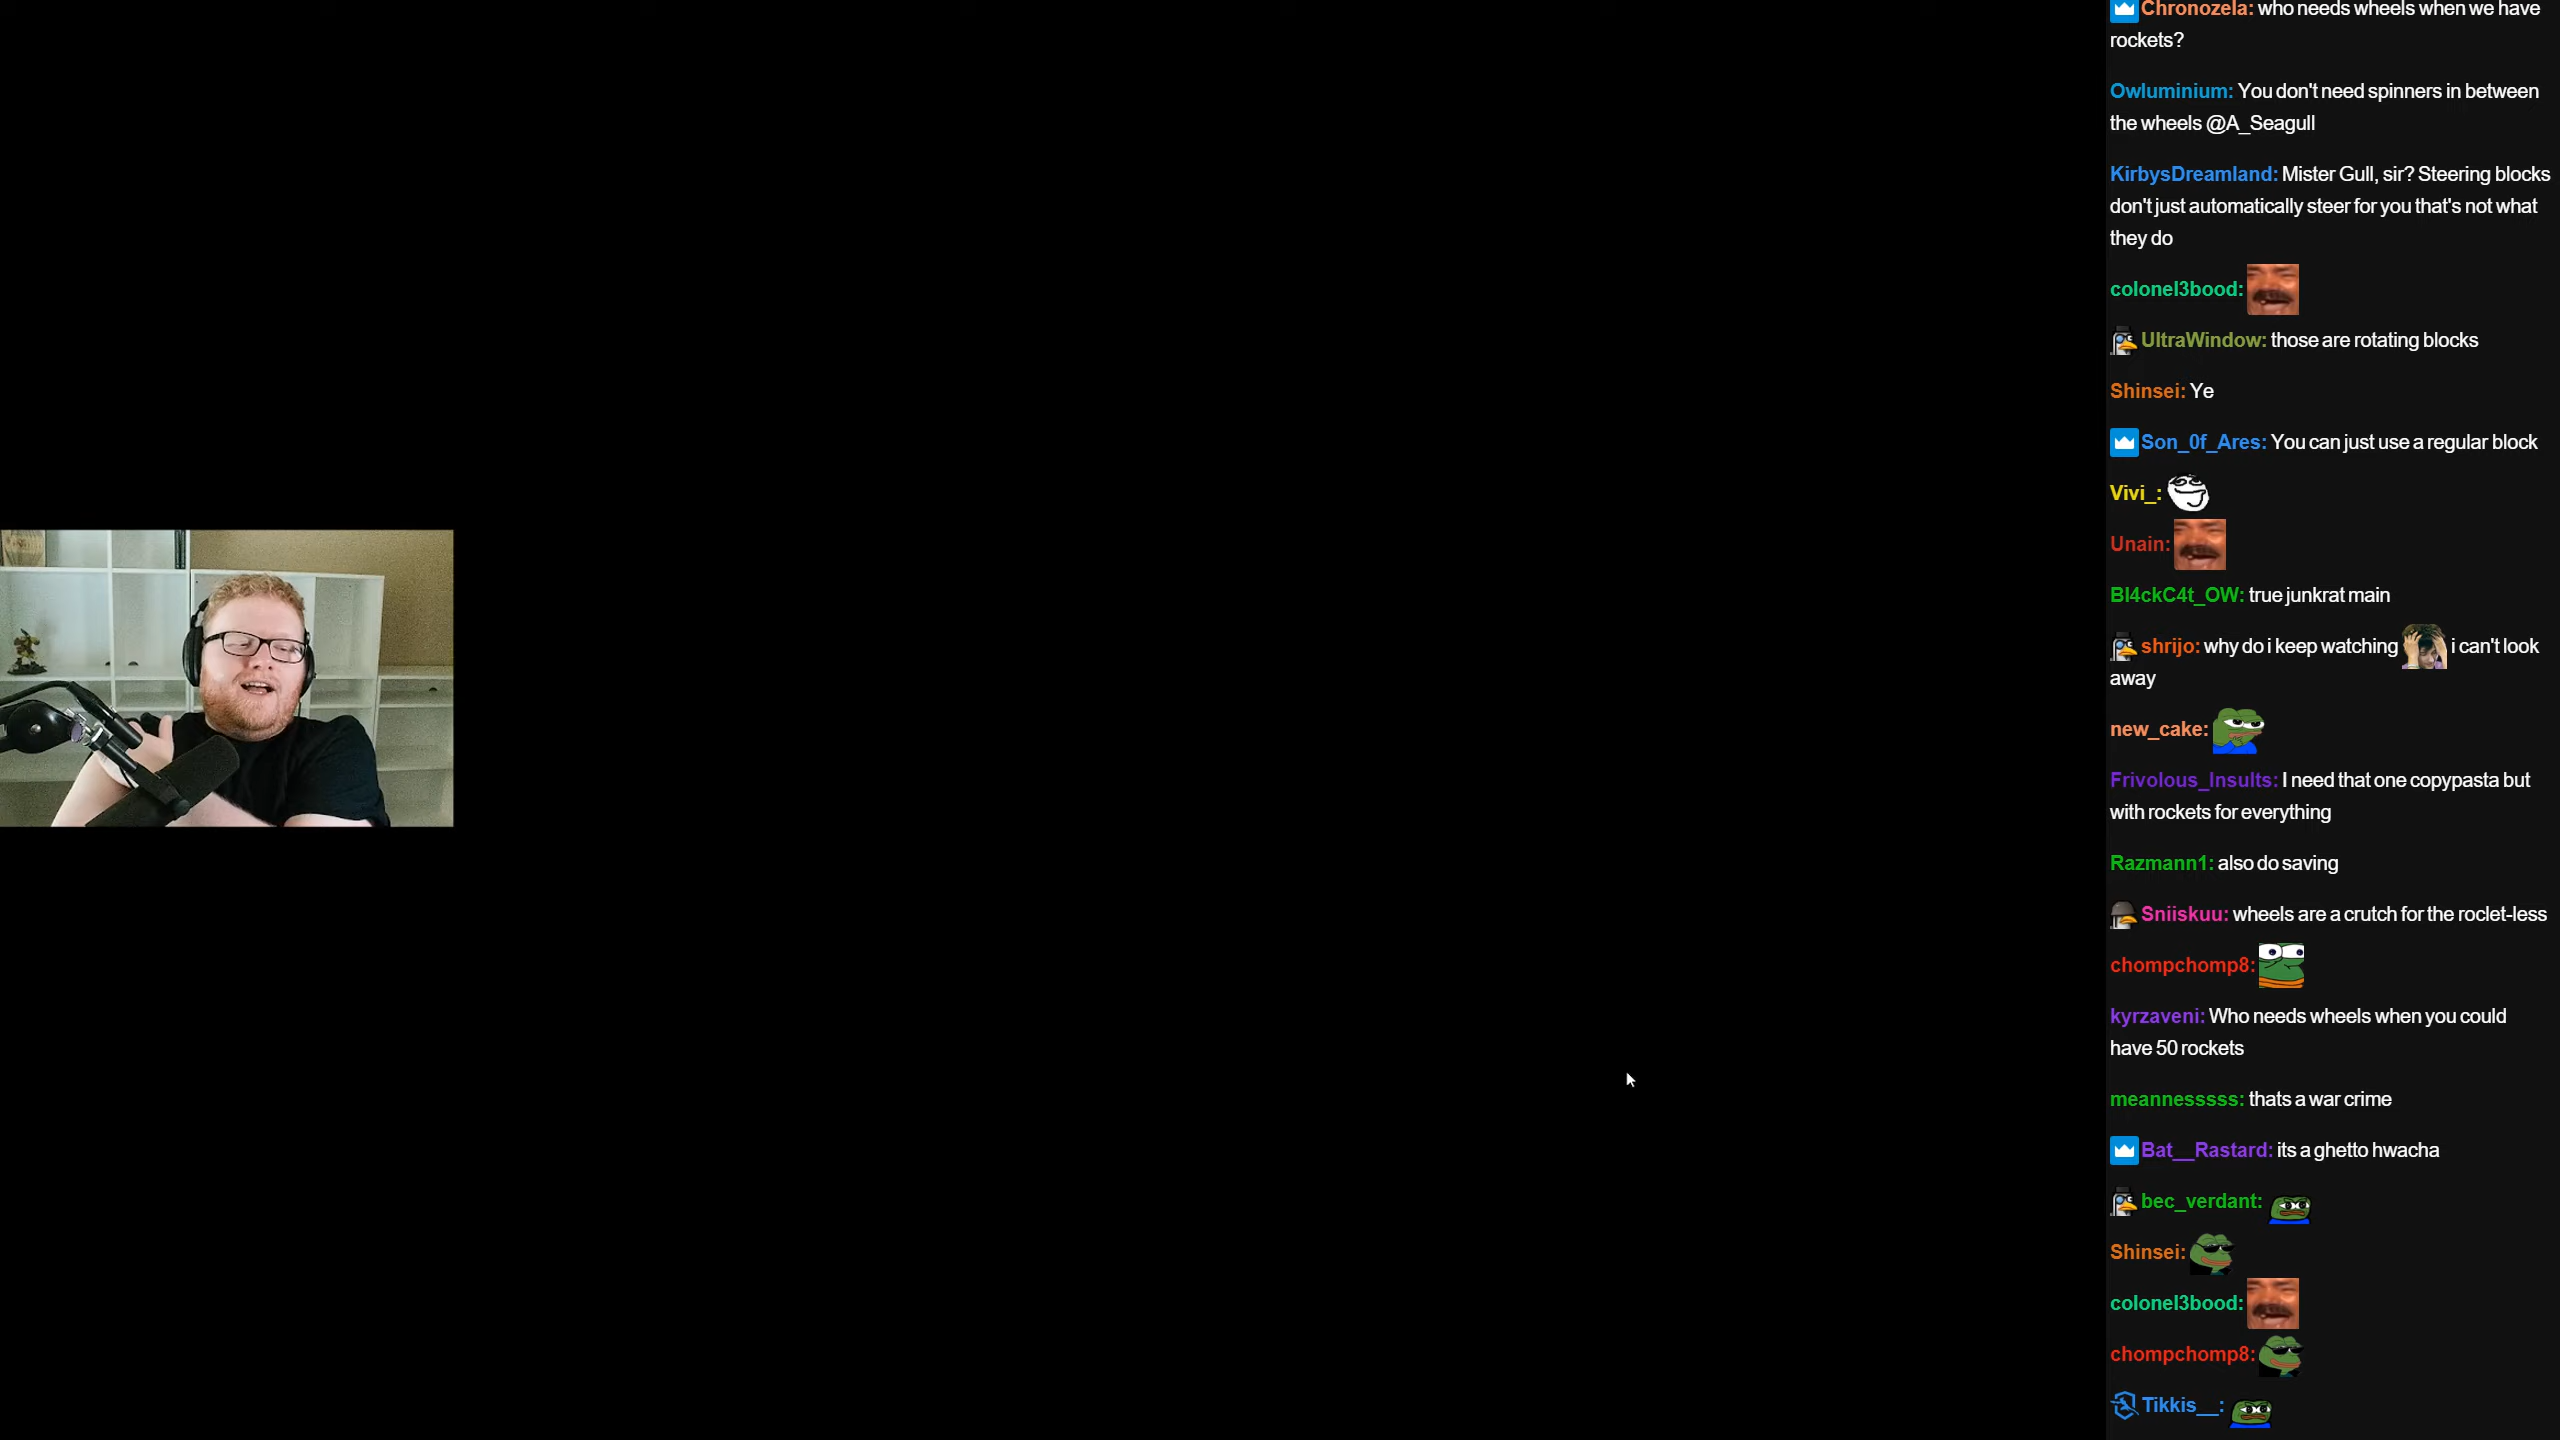 Chronozela: who needs wheels when we have
rockets?
Owluminium: You don't need spinners in between
the wheels @A_Seagull
KirbysDreamland: Mister Gull, sir? Steering blocks
don't just automatically steer for you that's not what
they do
colonel3bood:
UltraWindow: those are rotating blocks
Shinsei: Ye
Son_0f_Ares: You can just use a regular block
Vivi_:
Unain:
Bl4ckC4t_OW: true junkrat main
shrijo: why do i keep watching i can't look
away
new_cake:
Frivolous_Insults: I need that one copypasta but
with rockets for everything
Razmann1: also do saving
Sniiskuu: wheels are a crutch for the roclet-less
chompchomp8:
kyrzaveni: Who needs wheels when you could
have 50 rockets
meannesssss: thats a war crime
Bat__Rastard: its a ghetto hwacha
bec_verdant:
Shinsei:
colonel3bood:
chompchomp8:
Tikkis__: